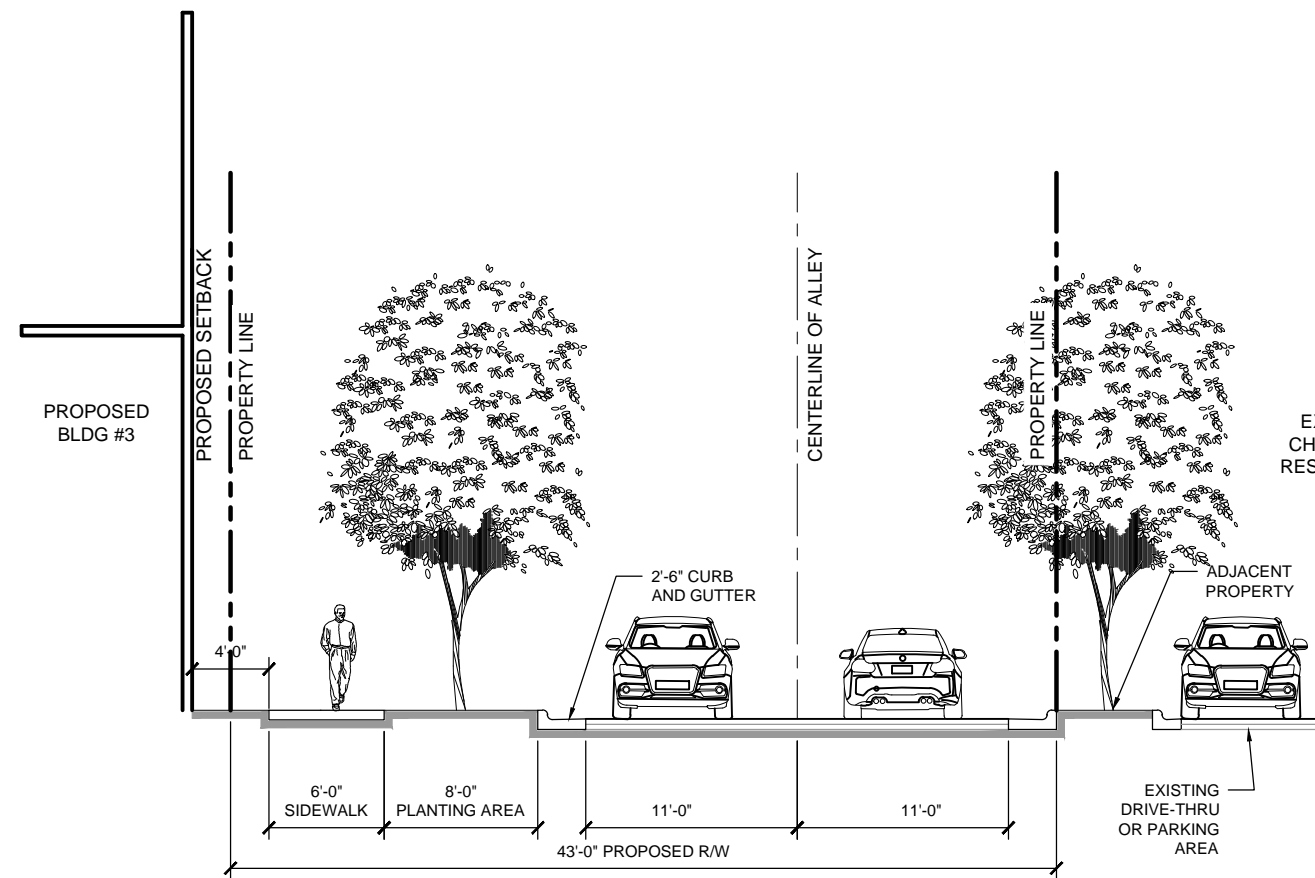 PROPOSED
BLDG #3
PROPOSED SETBACK
PROPERTY LINE
CENTERLINE OF ALLEY
PROPERTY LINE
2'-6" CURB
AND GUTTER
ADJACENT
PROPERTY
4'-0"
6'-0"
SIDEWALK
8'-0"
PLANTING AREA
11'-0"
11'-0"
43'-0" PROPOSED R/W
EXISTING
DRIVE-THRU
OR PARKING
AREA